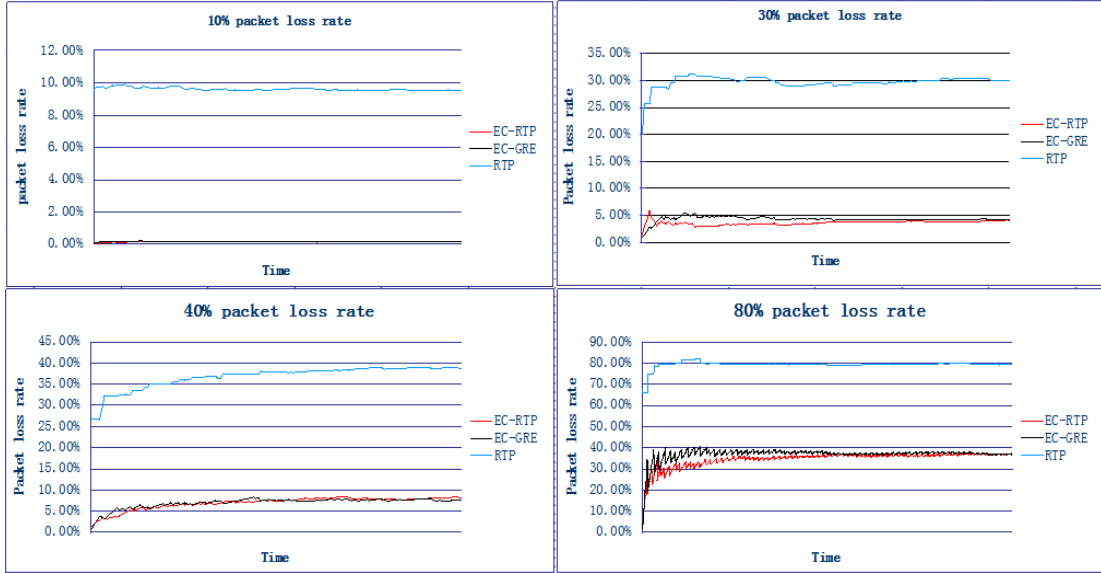 10% packet loss rate
12.00%
10.00%
8.00%
6.00%
4.00%
2.00%
0.00%
packet loss rate
Time
EC-RTP
EC-GRE
RTP
30% packet loss rate
35.00%
30.00%
25.00%
20.00%
15.00%
10.00%
5.00%
0.00%
Packet loss rate
Time
EC-RTP
EC-GRE
RTP
40% packet loss rate
45.00%
40.00%
35.00%
30.00%
25.00%
20.00%
15.00%
10.00%
5.00%
0.00%
Packet loss rate
Time
EC-RTP
EC-GRE
RTP
80% packet loss rate
90.00%
80.00%
70.00%
60.00%
50.00%
40.00%
30.00%
20.00%
10.00%
0.00%
Packet loss rate
Time
EC-RTP
EC-GRE
RTP